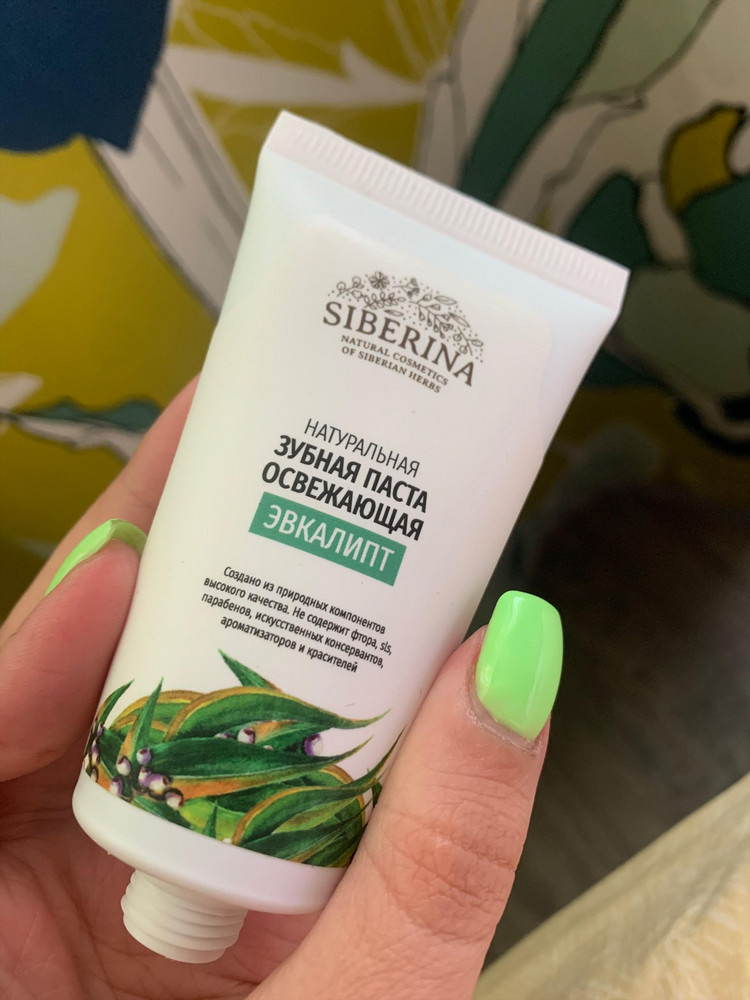 SIBERINA
NATURAL COSMETICS
OF SIBERIAN HERBS
НАТУРАЛЬНАЯ
ЗУБНАЯ ПАСТА
ОСВЕЖАЮЩАЯ
ЭВКАЛИПТ
Создано из природных компонентов
высокого качества. Не содержит фтора, sls,
парабенов, искусственных консервантов,
ароматизаторов и красителей